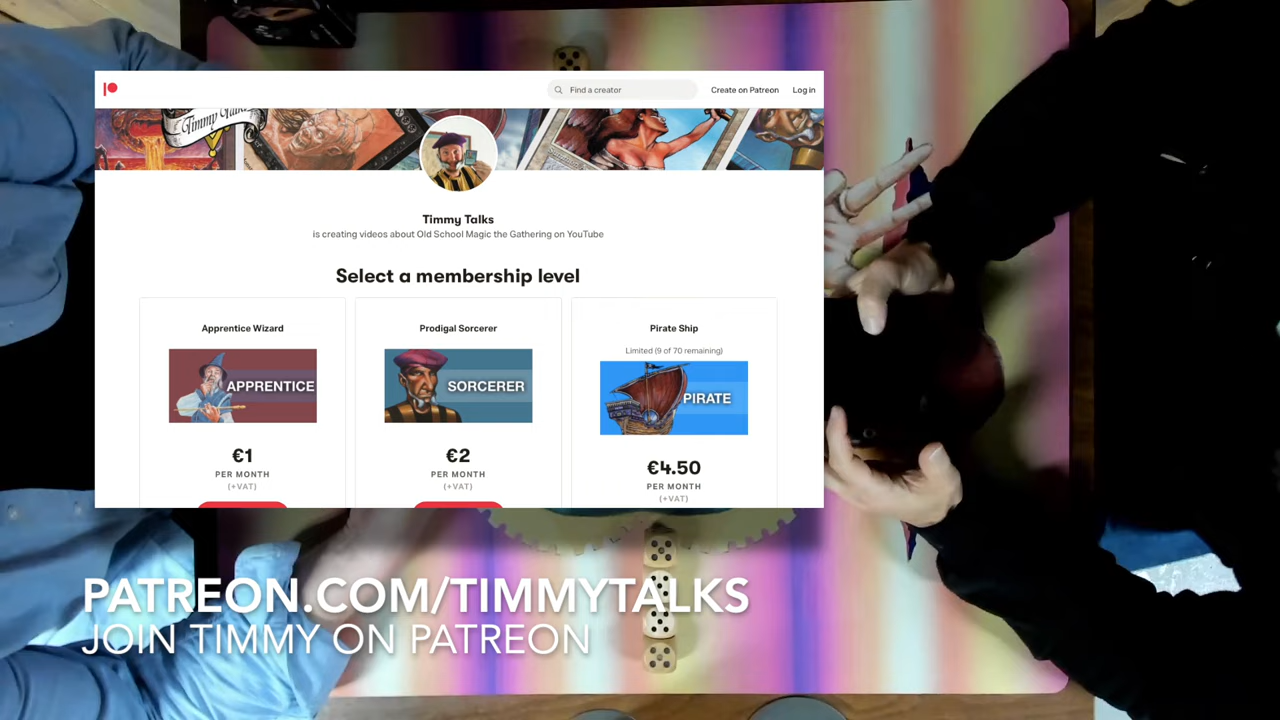 Find a creator
Create on Patreon
Log in
Timmy Talks
Timmy Talks
is creating videos about Old School Magic the Gathering on YouTube
Select a membership level
Apprentice Wizard
Prodigal Sorcerer
Pirate Ship
Limited (9 of 70 remaining)
APPRENTICE
SORCERER
PIRATE
€1
PER MONTH
(+VAT)
€2
PER MONTH
(+VAT)
€4.50
PER MONTH
(+VAT)
PATREON.COM/TIMMYTALKS
JOIN TIMMY ON PATREON